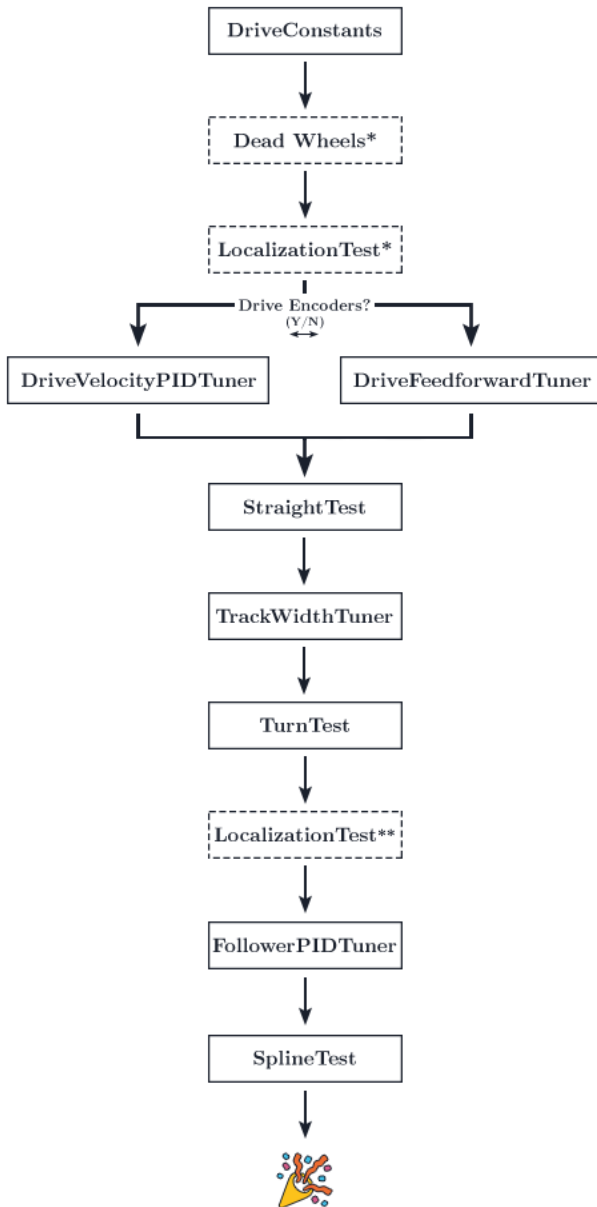 DriveConstants
Dead Wheels*
LocalizationTest*
Drive Encoders?
(Y/N)
DriveVelocityPIDTuner
DriveFeedforwardTuner
StraightTest
TrackWidthTuner
TurnTest
LocalizationTest**
FollowerPIDTuner
SplineTest